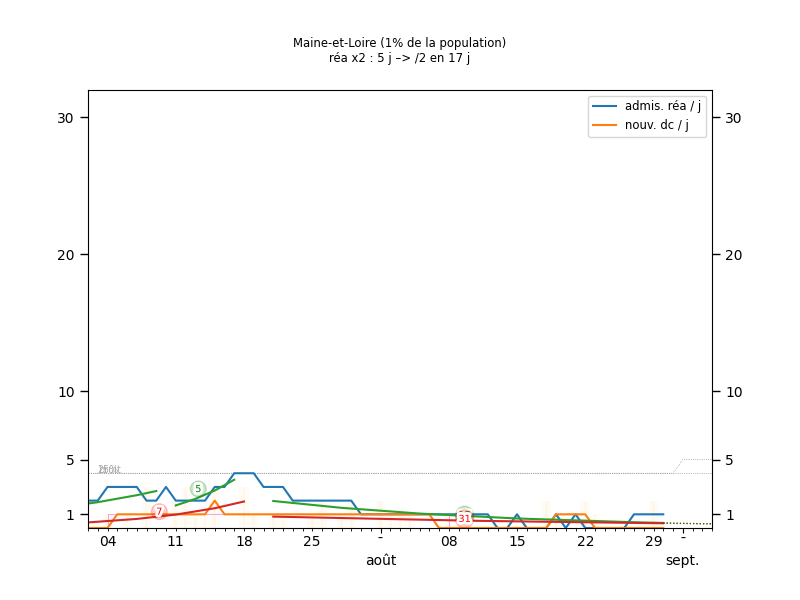 Maine-et-Loire (1% de la population)
réa x2 : 5 j –> /2 en 17 j
admis. réa / j
nouv. dc / j
30 30
20 20
10 10
5 5
1 1
5
7
31
04 11 18 25 - 08 15 22 29 -
août sept.